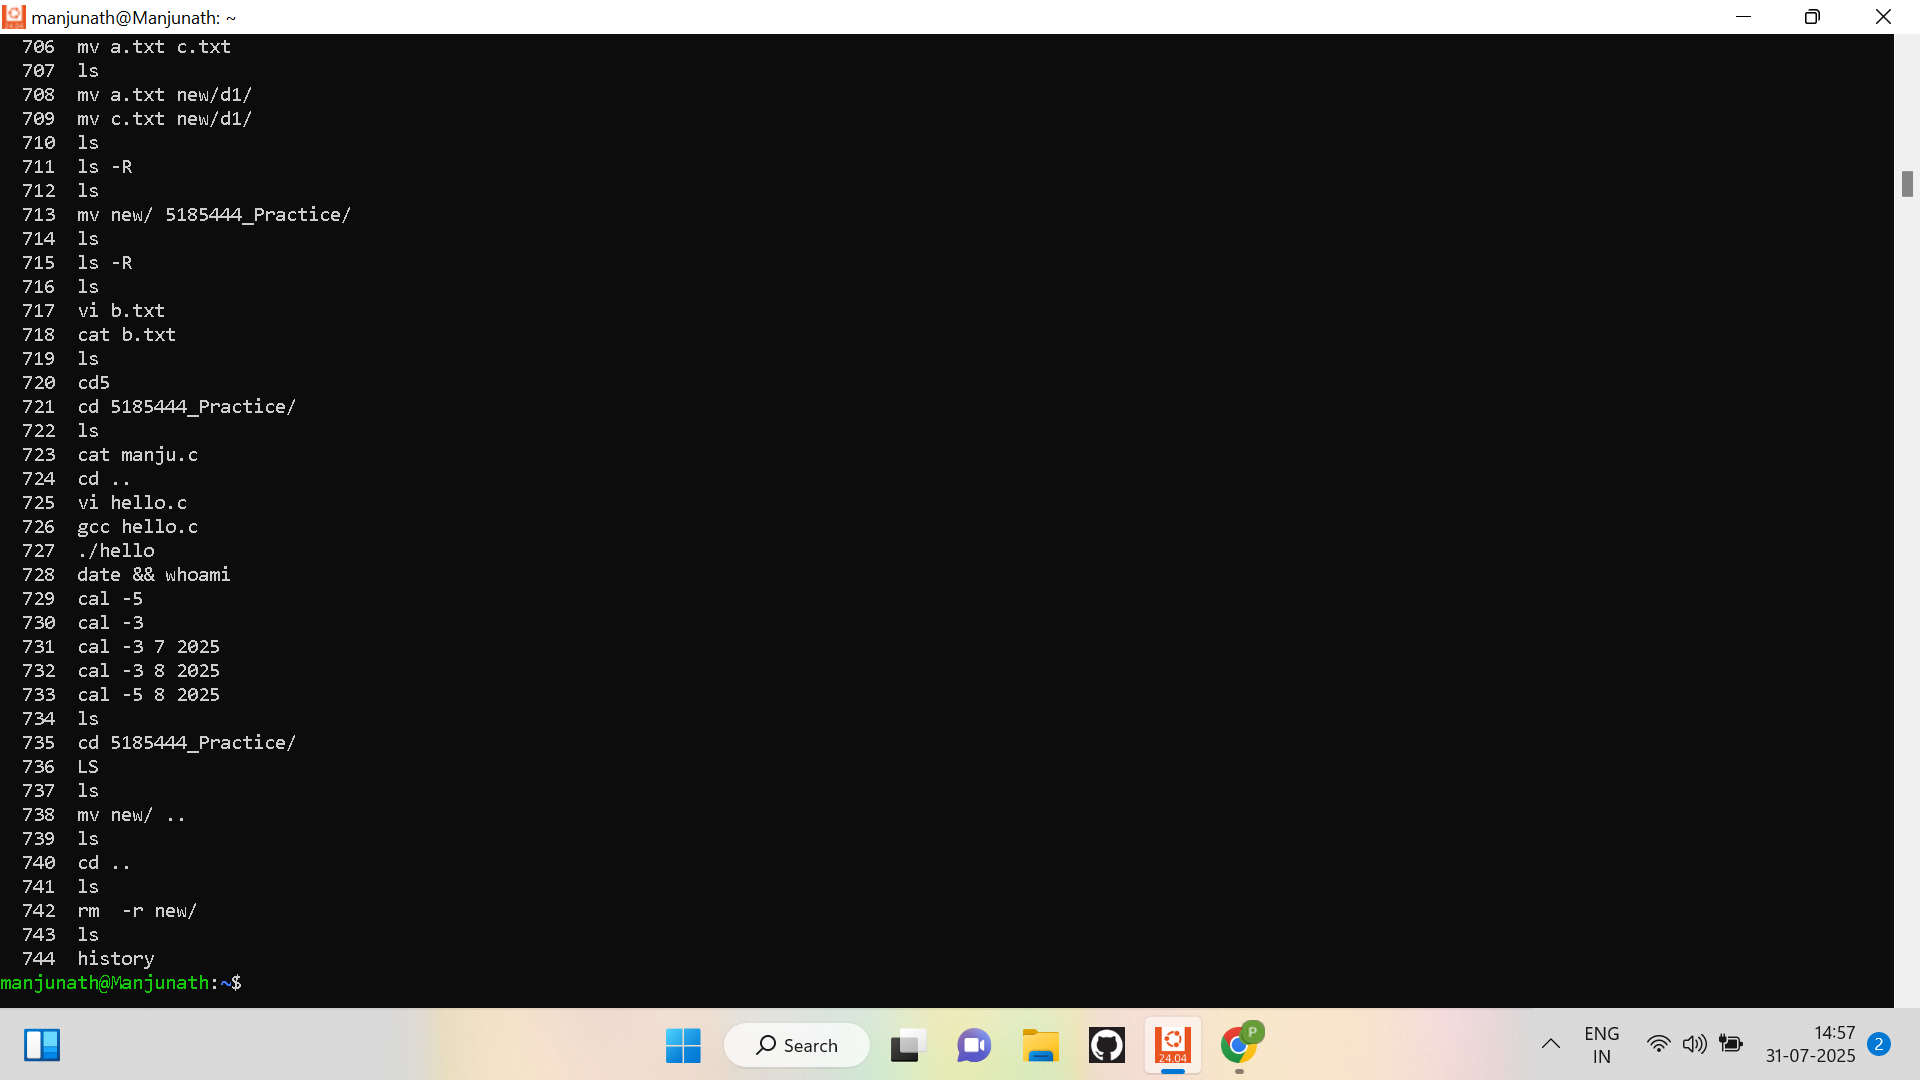 manjunath@Manjunath: ~
706 mv a.txt c.txt
707 ls
708 mv a.txt new/d1/
709 mv c.txt new/d1/
710 ls
711 ls -R
712 ls
713 mv new/ 5185444_Practice/
714 ls
715 ls -R
716 ls
717 vi b.txt
718 cat b.txt
719 ls
720 cd5
721 cd 5185444_Practice/
722 ls
723 cat manju.c
724 cd ..
725 vi hello.c
726 gcc hello.c
727 ./hello
728 date && whoami
729 cal -5
730 cal -3
731 cal -3 7 2025
732 cal -3 8 2025
733 cal -5 8 2025
734 ls
735 cd 5185444_Practice/
736 LS
737 ls
738 mv new/ ..
739 ls
740 cd ..
741 ls
742 rm  -r new/
743 ls
744 history
manjunath@Manjunath:~$
Search
24.04
P
ENG
IN
14:57
31-07-2025
2